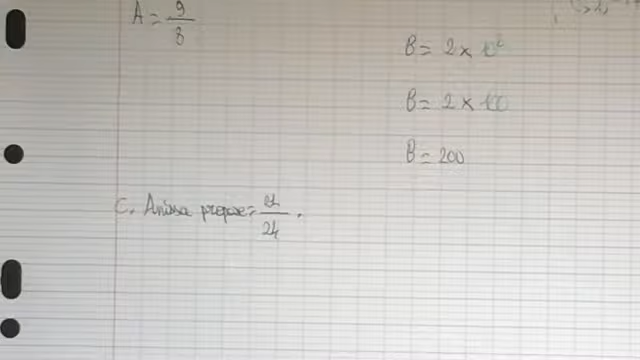 A = 9/8
B = 2 × 10²
B = 2 × 100
B = 200
C. Anissa propose = 21/24.